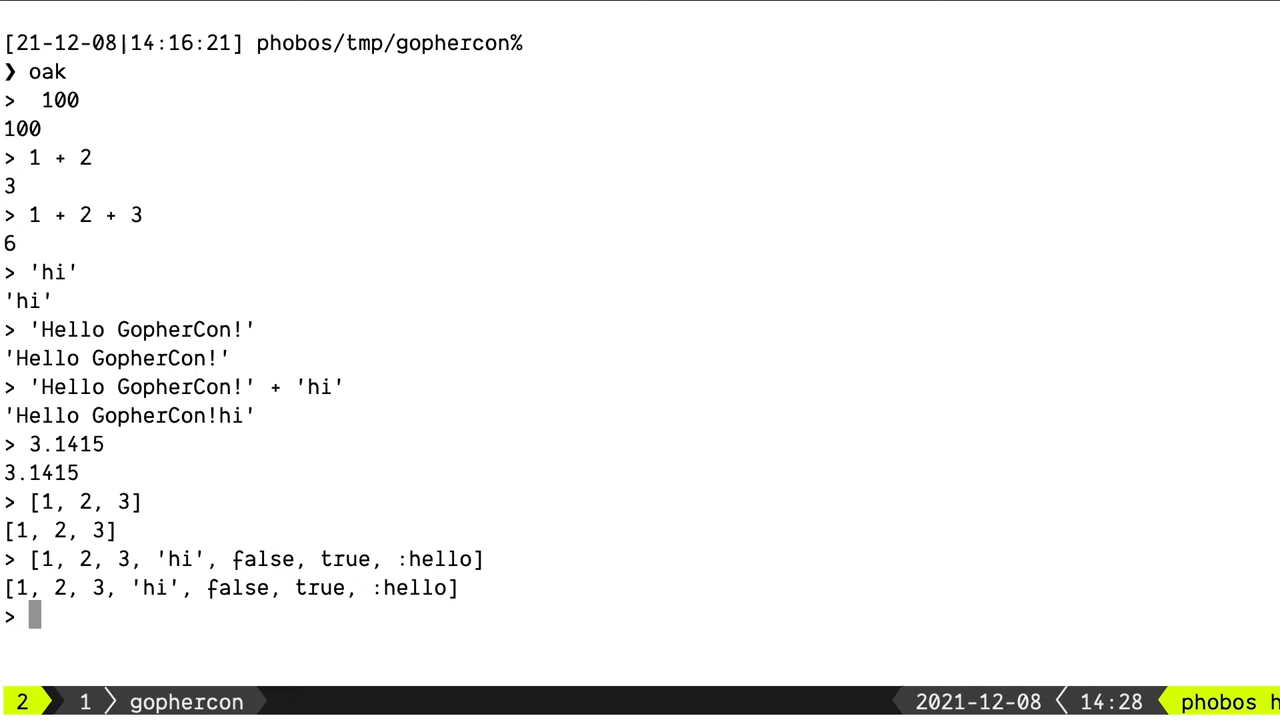 [21-12-08|14:16:21] phobos/tmp/gophercon%
❯ oak
>  100
100
> 1 + 2
3
> 1 + 2 + 3
6
> 'hi'
'hi'
> 'Hello GopherCon!'
'Hello GopherCon!'
> 'Hello GopherCon!' + 'hi'
'Hello GopherCon!hi'
> 3.1415
3.1415
> [1, 2, 3]
[1, 2, 3]
> [1, 2, 3, 'hi', false, true, :hello]
[1, 2, 3, 'hi', false, true, :hello]
>
2 1 gophercon 2021-12-08 14:28 phobos h